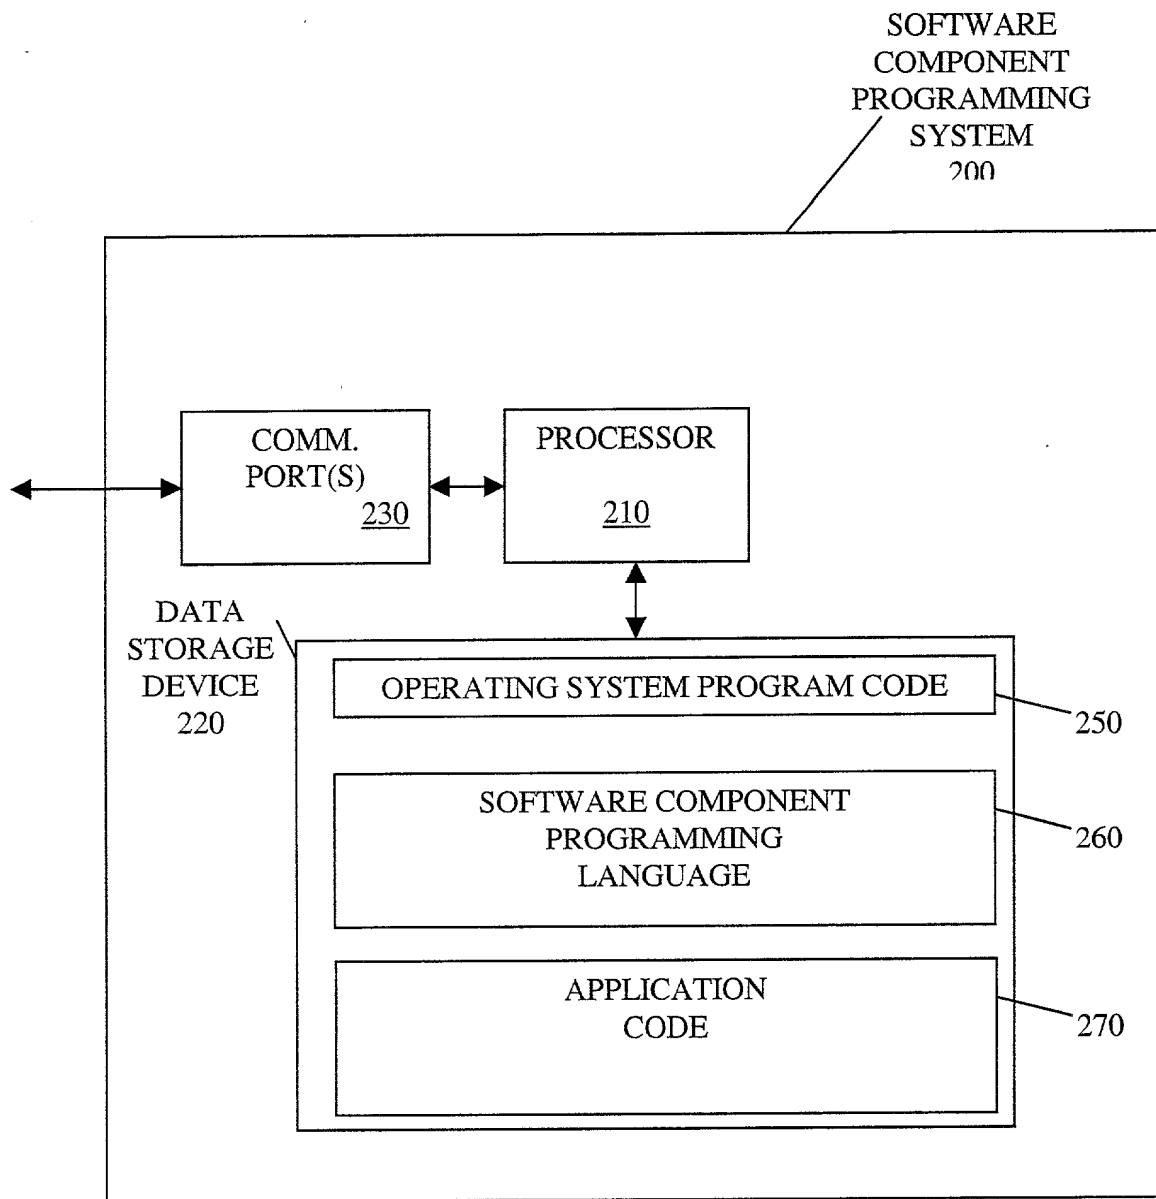 SOFTWARE
COMPONENT
PROGRAMMING
SYSTEM
200
COMM.
PORT(S)
230
PROCESSOR
210
DATA
STORAGE
DEVICE
220
OPERATING SYSTEM PROGRAM CODE
250
SOFTWARE COMPONENT
PROGRAMMING
LANGUAGE
260
APPLICATION
CODE
270